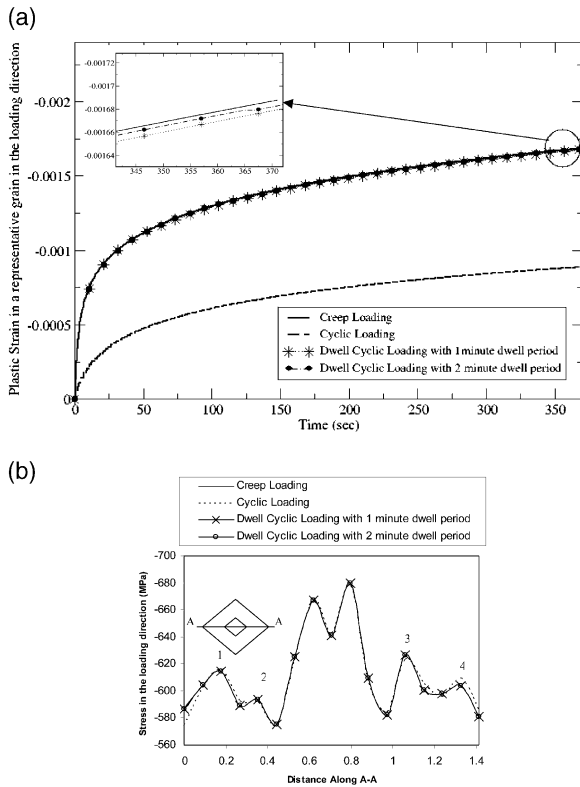 (a)
Plastic Strain in a representative grain in the loading direction
-0.002
-0.0015
-0.001
-0.0005
0
-0.00172
-0.0017
-0.00168
-0.00166
-0.00164
345
350
355
360
365
370
Creep Loading
Cyclic Loading
Dwell Cyclic Loading with 1minute dwell period
Dwell Cyclic Loading with 2 minute dwell period
0 50 100 150 200 250 300 350
Time (sec)
(b)
Creep Loading
Cyclic Loading
Dwell Cyclic Loading with 1 minute dwell period
Dwell Cyclic Loading with 2 minute dwell period
Stress in the loading direction (MPa)
-700
-680
-660
-640
-620
-600
-580
-560
A A
1
2
3
4
0 0.2 0.4 0.6 0.8 1 1.2 1.4
Distance Along A-A